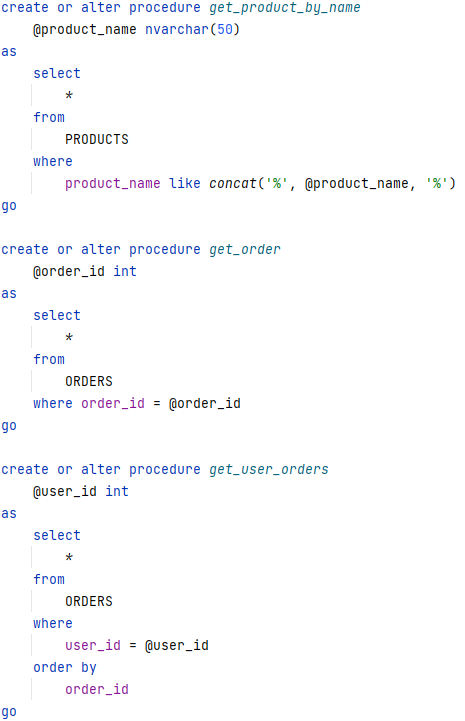 create or alter procedure get_product_by_name
    @product_name nvarchar(50)
as
    select
        *
    from
        PRODUCTS
    where
        product_name like concat('%', @product_name, '%')
go

create or alter procedure get_order
    @order_id int
as
    select
        *
    from
        ORDERS
    where order_id = @order_id
go

create or alter procedure get_user_orders
    @user_id int
as
    select
        *
    from
        ORDERS
    where
        user_id = @user_id
    order by
        order_id
go